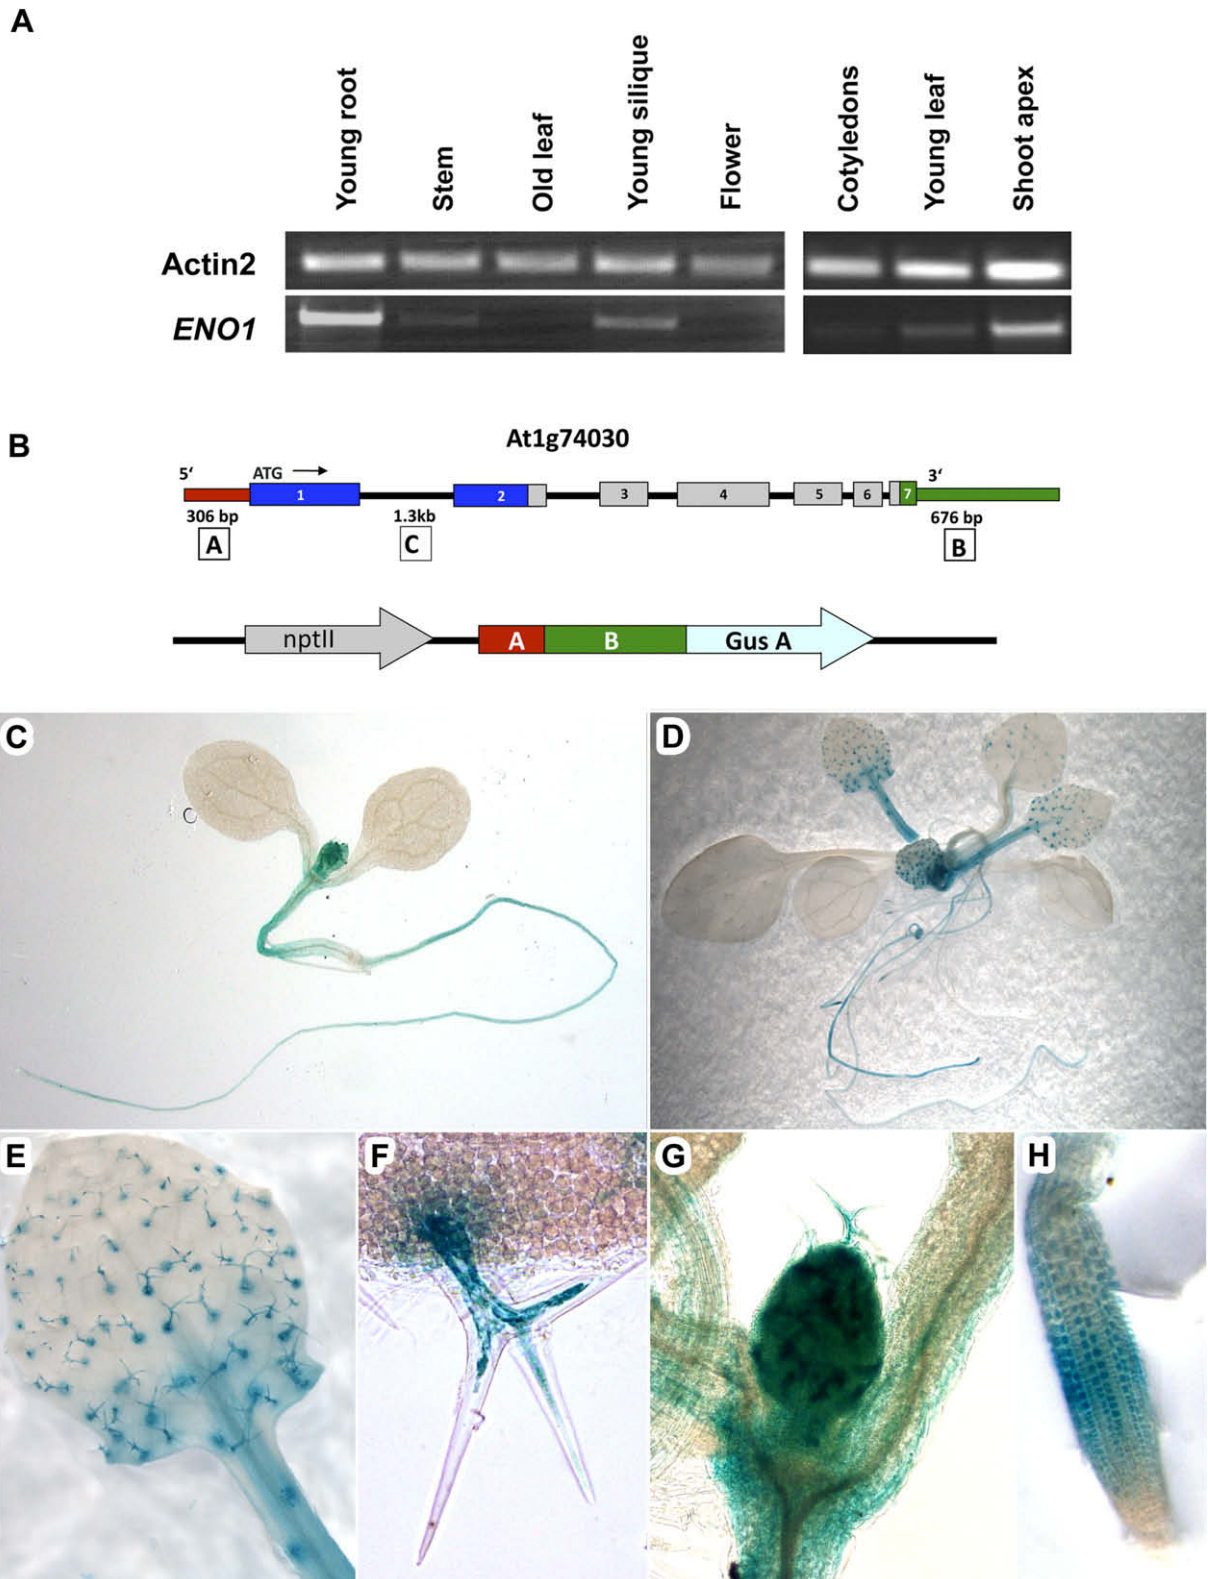 A
Young root
Stem
Old leaf
Young silique
Flower
Cotyledons
Young leaf
Shoot apex
Actin2
ENO1
B
At1g74030
5‘ ATG 3‘
1 2 3 4 5 6 7
306 bp 1.3kb 676 bp
A C B
nptII A B Gus A
C D
E F G H